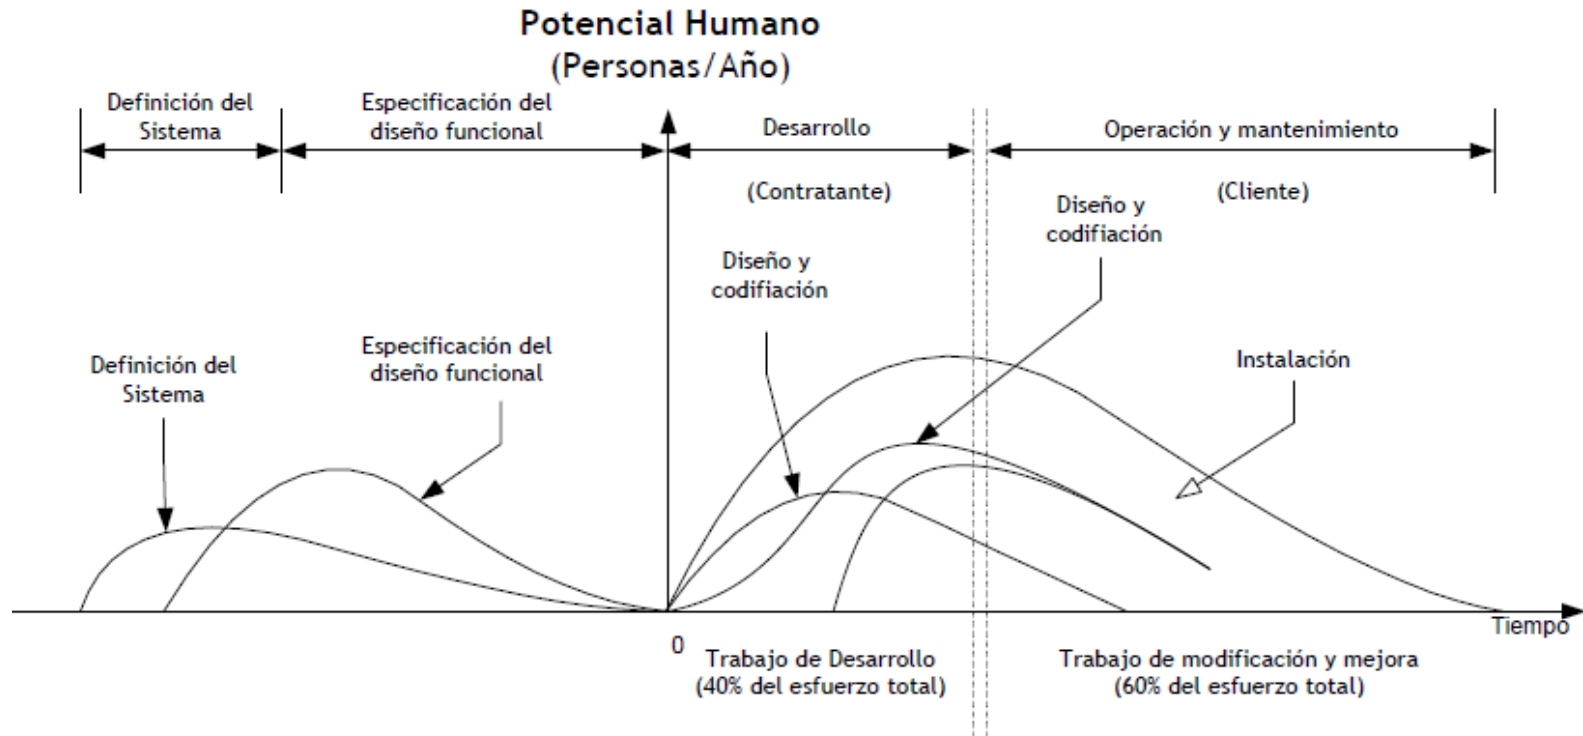 Potencial Humano
(Personas/Año)
Definición del
Sistema
Especificación del
diseño funcional
Desarrollo
Operación y mantenimiento
(Contratante)
(Cliente)
Diseño y
codifiación
Diseño y
codifiación
Especificación del
diseño funcional
Definición del
Sistema
Instalación
Tiempo
0
Trabajo de Desarrollo
(40% del esfuerzo total)
Trabajo de modificación y mejora
(60% del esfuerzo total)